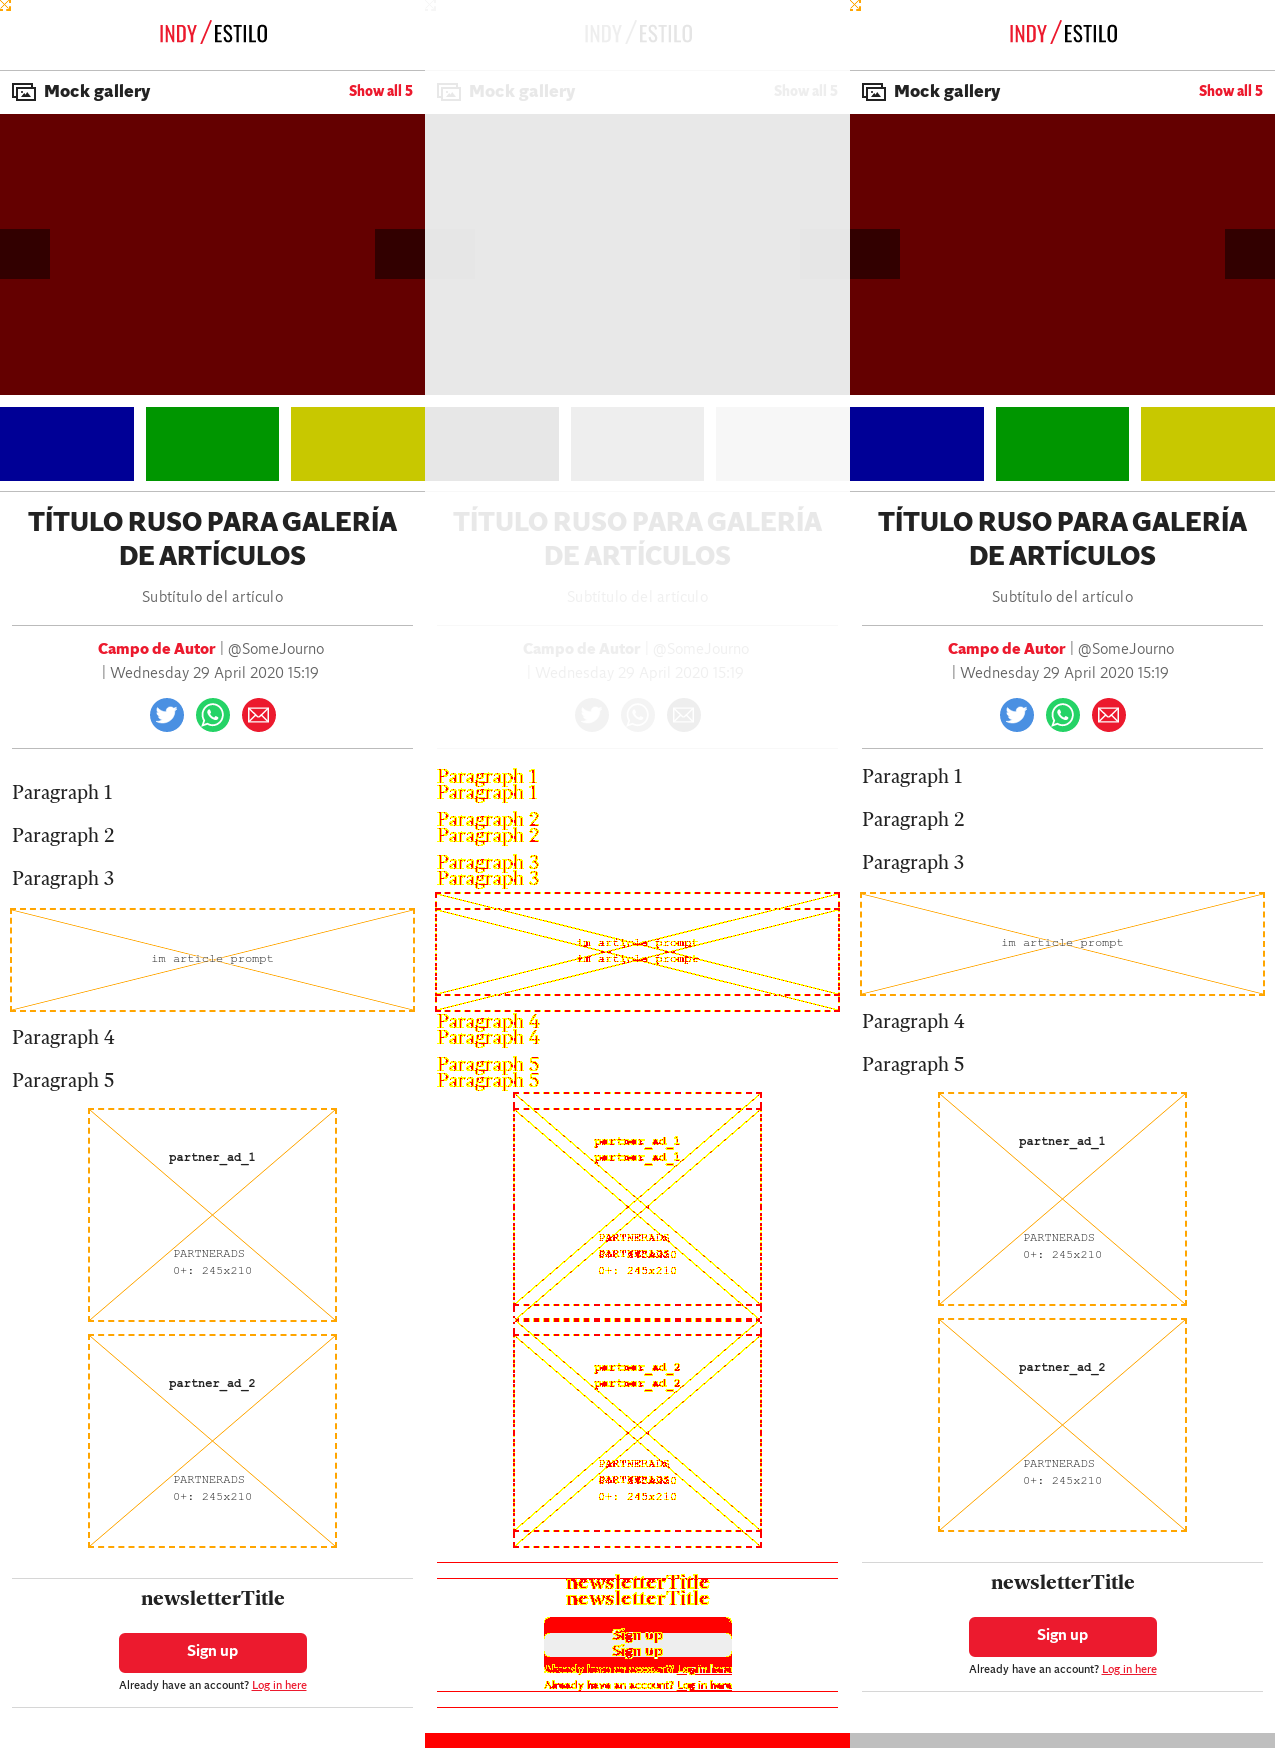 INDY/ESTILO
Mock gallery
Show all 5
TÍTULO RUSO PARA GALERÍA
DE ARTÍCULOS
Subtítulo del artículo
Campo de Autor | @SomeJourno
| Wednesday 29 April 2020 15:19
Paragraph 1
Paragraph 2
Paragraph 3
im article prompt
Paragraph 4
Paragraph 5
partner_ad_1
PARTNERADS
0+: 245x210
partner_ad_2
PARTNERADS
0+: 245x210
newsletterTitle
Sign up
Already have an account? Log in here
INDY/ESTILO
Mock gallery
Show all 5
TÍTULO RUSO PARA GALERÍA
DE ARTÍCULOS
Subtítulo del artículo
Campo de Autor | @SomeJourno
| Wednesday 29 April 2020 15:19
Paragraph 1
Paragraph 1
Paragraph 2
Paragraph 2
Paragraph 3
Paragraph 3
im article prompt
im article prompt
Paragraph 4
Paragraph 4
Paragraph 5
Paragraph 5
partner_ad_1
partner_ad_1
PARTNERADS
PARTNERADS
0+: 245x210
partner_ad_2
partner_ad_2
PARTNERADS
PARTNERADS
0+: 245x210
newsletterTitle
newsletterTitle
Sign up
Sign up
Already have an account? Log in here
Already have an account? Log in here
INDY/ESTILO
Mock gallery
Show all 5
TÍTULO RUSO PARA GALERÍA
DE ARTÍCULOS
Subtítulo del artículo
Campo de Autor | @SomeJourno
| Wednesday 29 April 2020 15:19
Paragraph 1
Paragraph 2
Paragraph 3
im article prompt
Paragraph 4
Paragraph 5
partner_ad_1
PARTNERADS
0+: 245x210
partner_ad_2
PARTNERADS
0+: 245x210
newsletterTitle
Sign up
Already have an account? Log in here